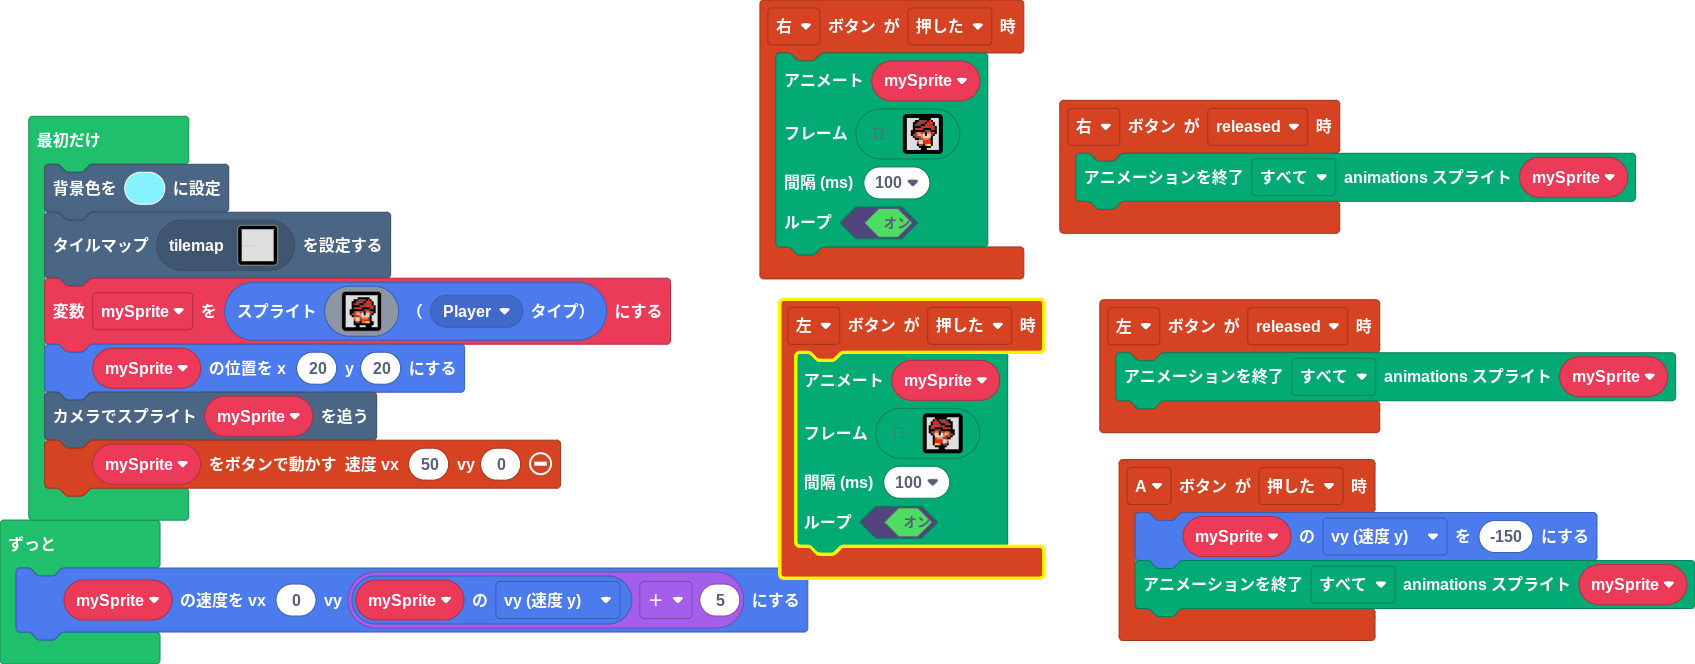 最初だけ
背景色を に設定
タイルマップ tilemap を設定する
変数 mySprite を スプライト ( Player タイプ) にする
mySprite の位置を x 20 y 20 にする
カメラでスプライト mySprite を追う
mySprite をボタンで動かす 速度 vx 50 vy 0
ずっと
mySprite の速度を vx 0 vy mySprite の vy (速度 y) + 5 にする
右 ボタン が 押した 時
アニメート mySprite
フレーム
間隔 (ms) 100
ループ オン
左 ボタン が 押した 時
アニメート mySprite
フレーム
間隔 (ms) 100
ループ オン
右 ボタン が released 時
アニメーションを終了 すべて animations スプライト mySprite
左 ボタン が released 時
アニメーションを終了 すべて animations スプライト mySprite
A ボタン が 押した 時
mySprite の vy (速度 y) を -150 にする
アニメーションを終了 すべて animations スプライト mySprite